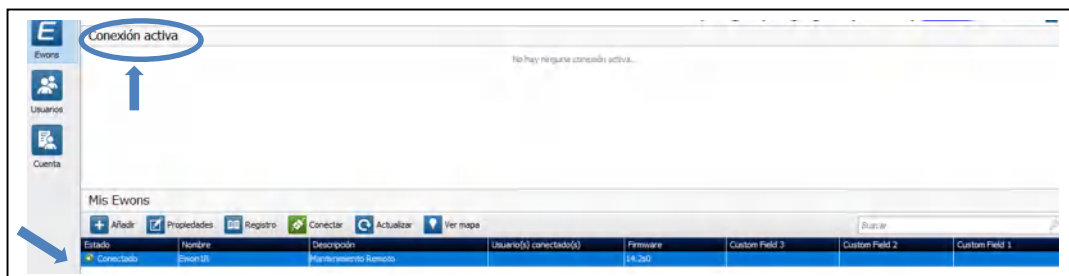 E
Ewons
Conexión activa
No hay ninguna conexión activa...
Usuarios
Cuenta
Mis Ewons
Añadir Propiedades Registro Conectar Actualizar Ver mapa Buscar
Estado Nombre Descripción Usuario(s) conectado(s) Firmware Custom Field 3 Custom Field 2 Custom Field 1
Conectado Mantenimiento Remoto 14.2s0